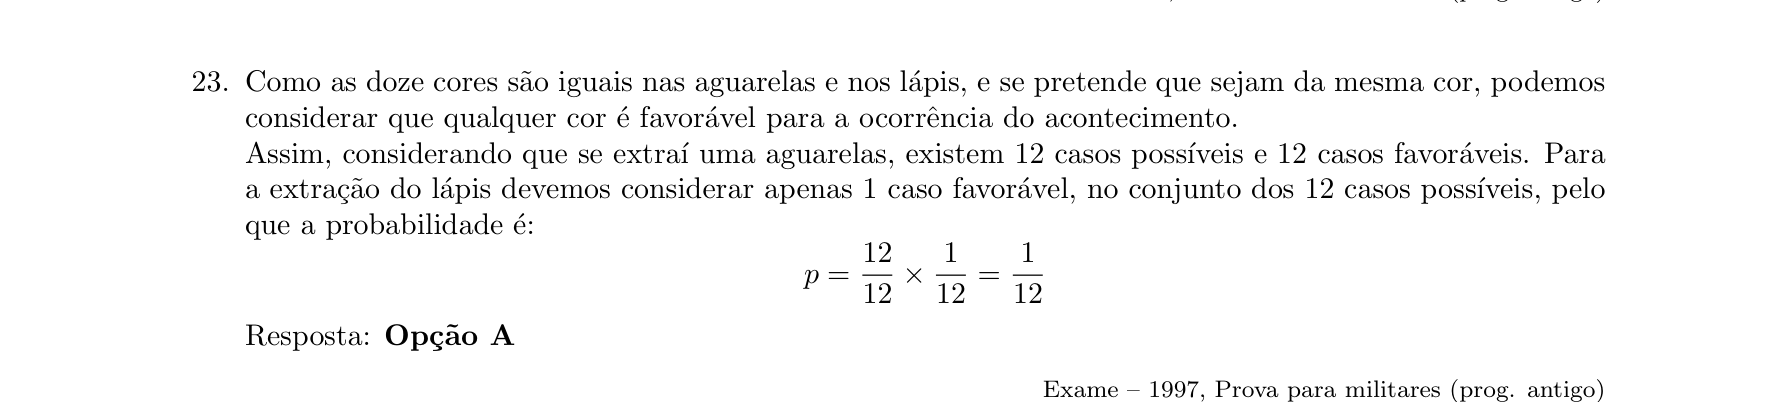 23. Como as doze cores são iguais nas aguarelas e nos lápis, e se pretende que sejam da mesma cor, podemos
considerar que qualquer cor é favorável para a ocorrência do acontecimento.
Assim, considerando que se extraí uma aguarelas, existem 12 casos possíveis e 12 casos favoráveis. Para
a extração do lápis devemos considerar apenas 1 caso favorável, no conjunto dos 12 casos possíveis, pelo
que a probabilidade é:
p = 12/12 × 1/12 = 1/12
Resposta: Opção A
Exame – 1997, Prova para militares (prog. antigo)